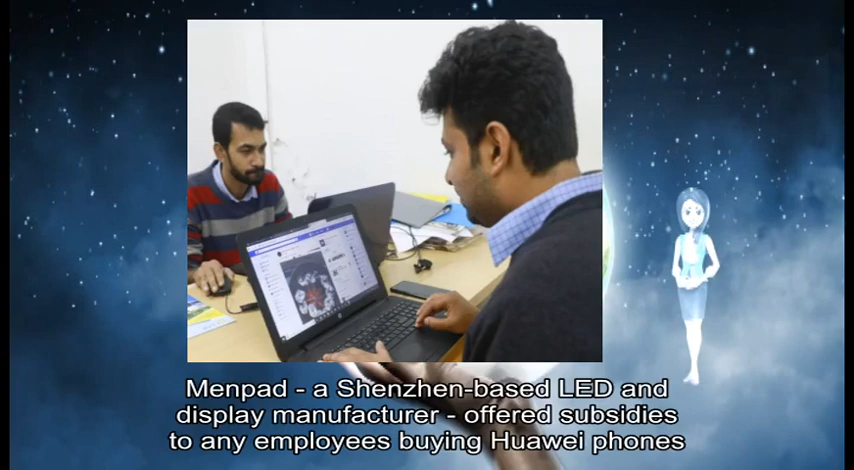 Menpad - a Shenzhen-based LED and
display manufacturer - offered subsidies
to any employees buying Huawei phones